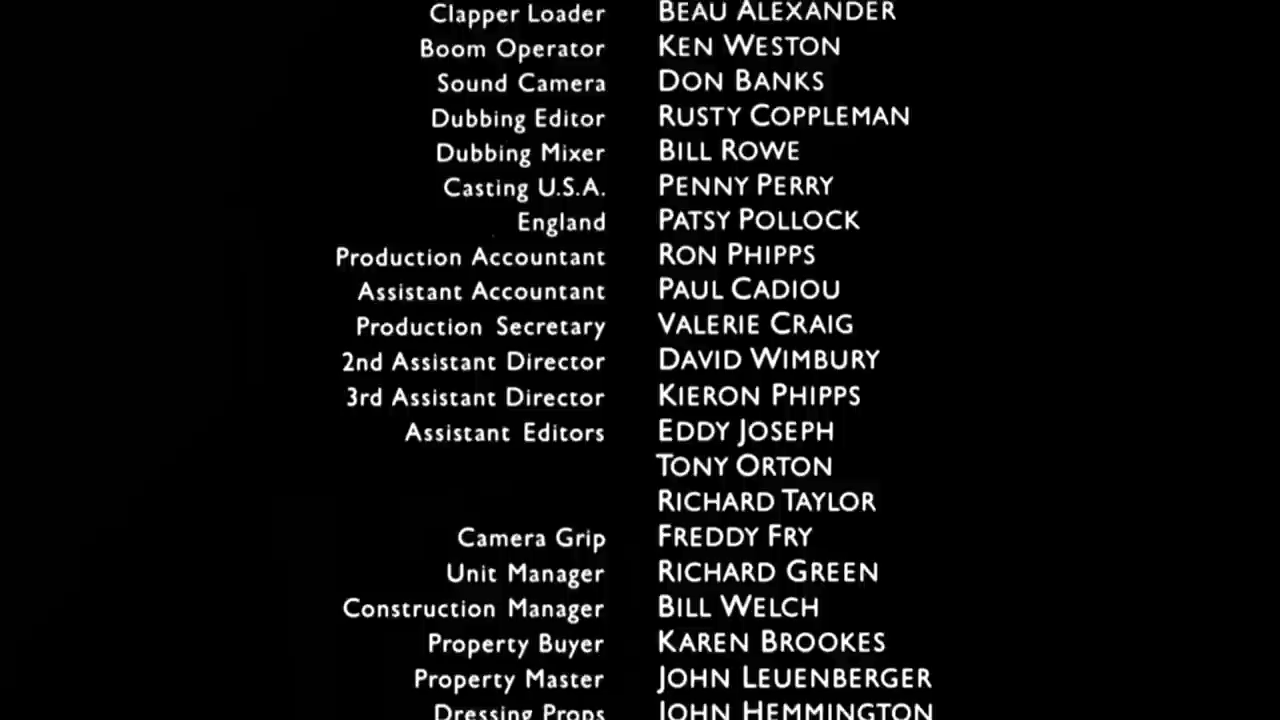 Clapper Loader BEAU ALEXANDER
Boom Operator KEN WESTON
Sound Camera DON BANKS
Dubbing Editor RUSTY COPPLEMAN
Dubbing Mixer BILL ROWE
Casting U.S.A. PENNY PERRY
England PATSY POLLOCK
Production Accountant RON PHIPPS
Assistant Accountant PAUL CADIOU
Production Secretary VALERIE CRAIG
2nd Assistant Director DAVID WIMBURY
3rd Assistant Director KIERON PHIPPS
Assistant Editors EDDY JOSEPH
TONY ORTON
RICHARD TAYLOR
Camera Grip FREDDY FRY
Unit Manager RICHARD GREEN
Construction Manager BILL WELCH
Property Buyer KAREN BROOKES
Property Master JOHN LEUENBERGER
Dressing Props JOHN HEMMINGTON